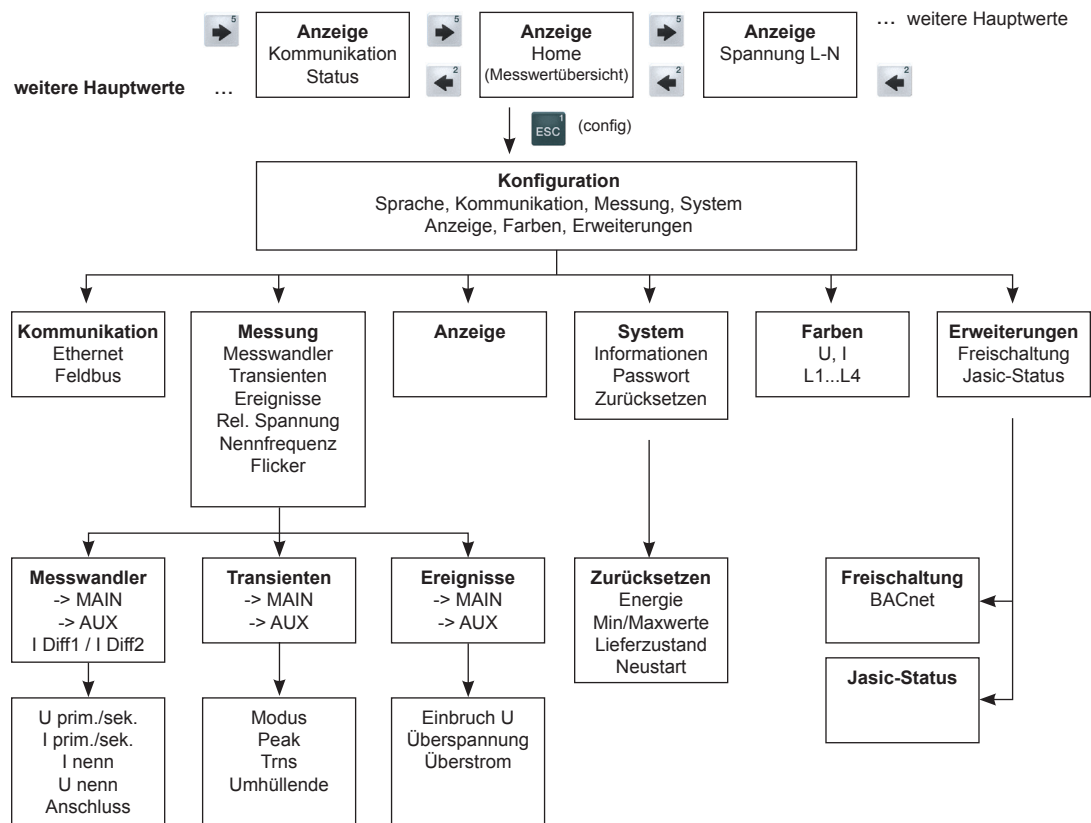 5
Anzeige
Kommunikation
Status
5
2
Anzeige
Home
(Messwertübersicht)
5
2
Anzeige
Spannung L-N
... weitere Hauptwerte
2
weitere Hauptwerte ...
ESC 1
(config)
Konfiguration
Sprache, Kommunikation, Messung, System
Anzeige, Farben, Erweiterungen
Kommunikation
Ethernet
Feldbus
Messung
Messwandler
Transienten
Ereignisse
Rel. Spannung
Nennfrequenz
Flicker
Anzeige
System
Informationen
Passwort
Zurücksetzen
Farben
U, I
L1...L4
Erweiterungen
Freischaltung
Jasic-Status
Messwandler
-> MAIN
-> AUX
I Diff1 / I Diff2
Transienten
-> MAIN
-> AUX
Ereignisse
-> MAIN
-> AUX
Zurücksetzen
Energie
Min/Maxwerte
Lieferzustand
Neustart
Freischaltung
BACnet
Jasic-Status
U prim./sek.
I prim./sek.
I nenn
U nenn
Anschluss
Modus
Peak
Trns
Umhüllende
Einbruch U
Überspannung
Überstrom